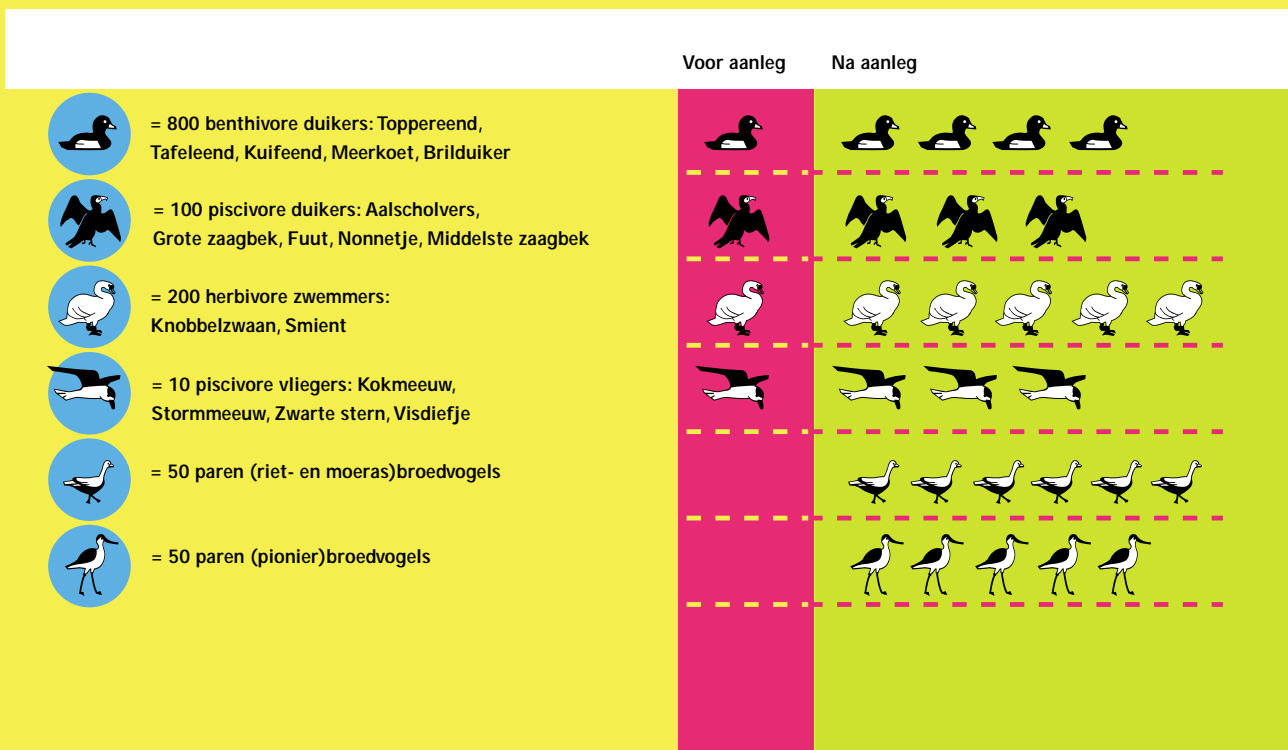 Voor aanleg Na aanleg
= 800 benthivore duikers: Toppereend,
Tafeleend, Kuifeend, Meerkoet, Brilduiker
= 100 piscivore duikers: Aalscholvers,
Grote zaagbek, Fuut, Nonnetje, Middelste zaagbek
= 200 herbivore zwemmers:
Knobbelzwaan, Smient
= 10 piscivore vliegers: Kokmeeuw,
Stormmeeuw, Zwarte stern, Visdiefje
= 50 paren (riet- en moeras)broedvogels
= 50 paren (pionier)broedvogels